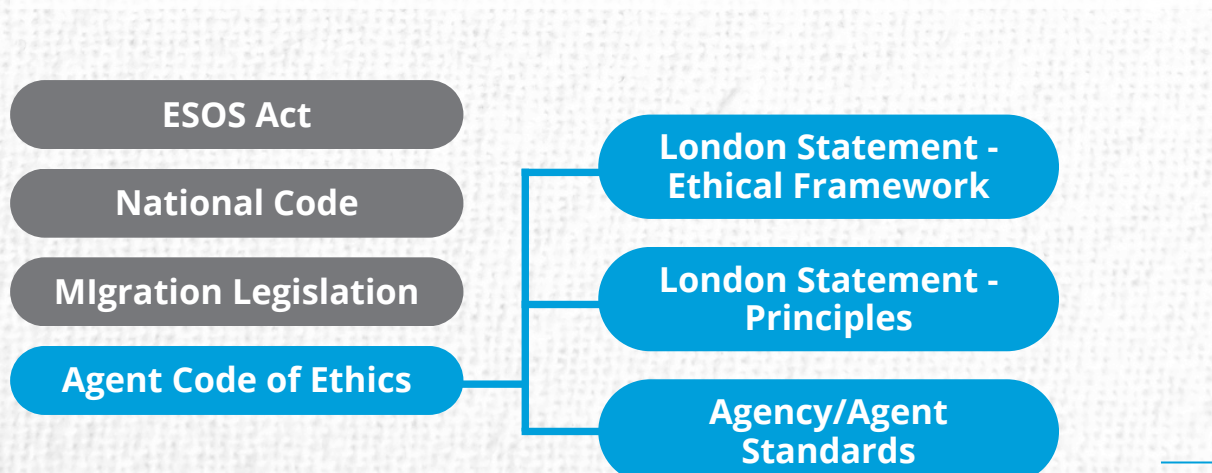 ESOS Act
National Code
MIgration Legislation
Agent Code of Ethics
London Statement -
Ethical Framework
London Statement -
Principles
Agency/Agent
Standards